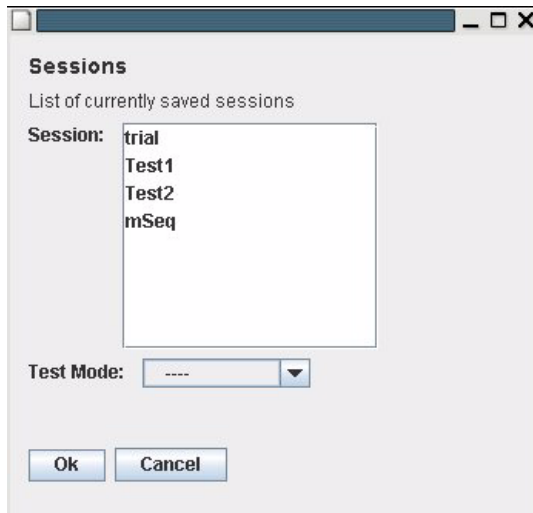 Sessions
List of currently saved sessions
Session:
trial
Test1
Test2
mSeq
Test Mode: ----
Ok Cancel